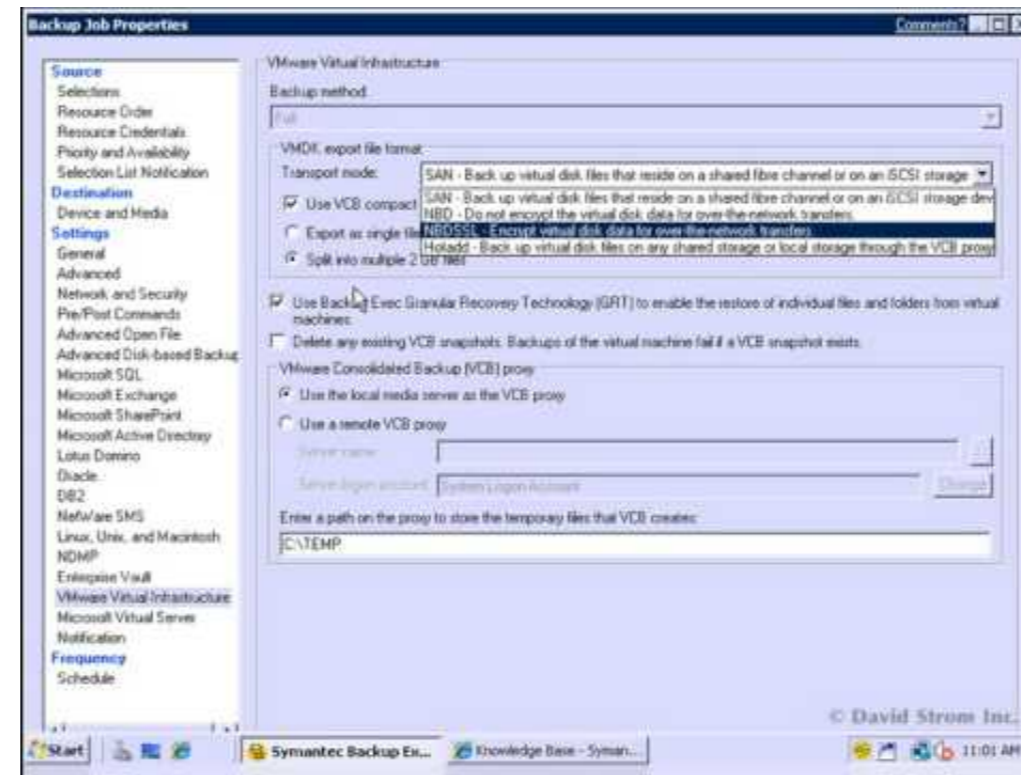 Backup Job Properties
Comments?
Source
Selections
Resource Order
Resource Credentials
Priority and Availability
Selection List Notification
Destination
Device and Media
Settings
General
Advanced
Network and Security
Pre/Post Commands
Advanced Open File
Advanced Disk-based Backup
Microsoft SQL
Microsoft Exchange
Microsoft SharePoint
Microsoft Active Directory
Lotus Domino
Oracle
DB2
NetWare SMS
Linux, Unix, and Macintosh
NDMP
Enterprise Vault
VMware Virtual Infrastructure
Microsoft Virtual Server
Notification
Frequency
Schedule
VMware Virtual Infrastructure
Backup method
Full
VMDK export file format
Transport mode:
SAN - Back up virtual disk files that reside on a shared fibre channel or on an iSCSI storage
SAN - Back up virtual disk files that reside on a shared fibre channel or on an iSCSI storage dev
NBD - Do not encrypt the virtual disk data for over-the-network transfers.
NBDSSL - Encrypt virtual disk data for over-the-network transfers
Hotadd - Back up virtual disk files on any shared storage or local storage through the VCB proxy
Use VCB compact
Export as single file
Split into multiple 2 GB files
Use Backup Exec Granular Recovery Technology (GRT) to enable the restore of individual files and folders from virtual
machines.
Delete any existing VCB snapshots. Backups of the virtual machine fail if a VCB snapshot exists.
VMware Consolidated Backup (VCB) proxy
Use the local media server as the VCB proxy
Use a remote VCB proxy
Server name:
Server logon account:
System Logon Account
Change
Enter a path on the proxy to store the temporary files that VCB creates:
C:\TEMP
© David Strom Inc.
Start
Symantec Backup Ex...
Knowledge Base - Syman...
11:01 AM